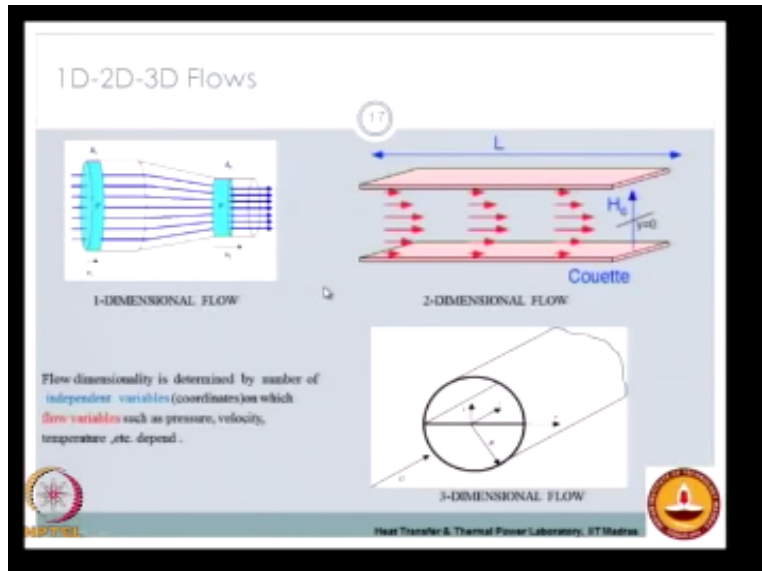 1D-2D-3D Flows
17
L
H
y=0
Couette
1-DIMENSIONAL FLOW
2-DIMENSIONAL FLOW
Flow dimensionality is determined by number of
independent variables (coordinates)on which
flow variables such as pressure, velocity,
temperature ,etc. depend .
3-DIMENSIONAL FLOW
NPTEL
Heat Transfer & Thermal Power Laboratory, IIT Madras